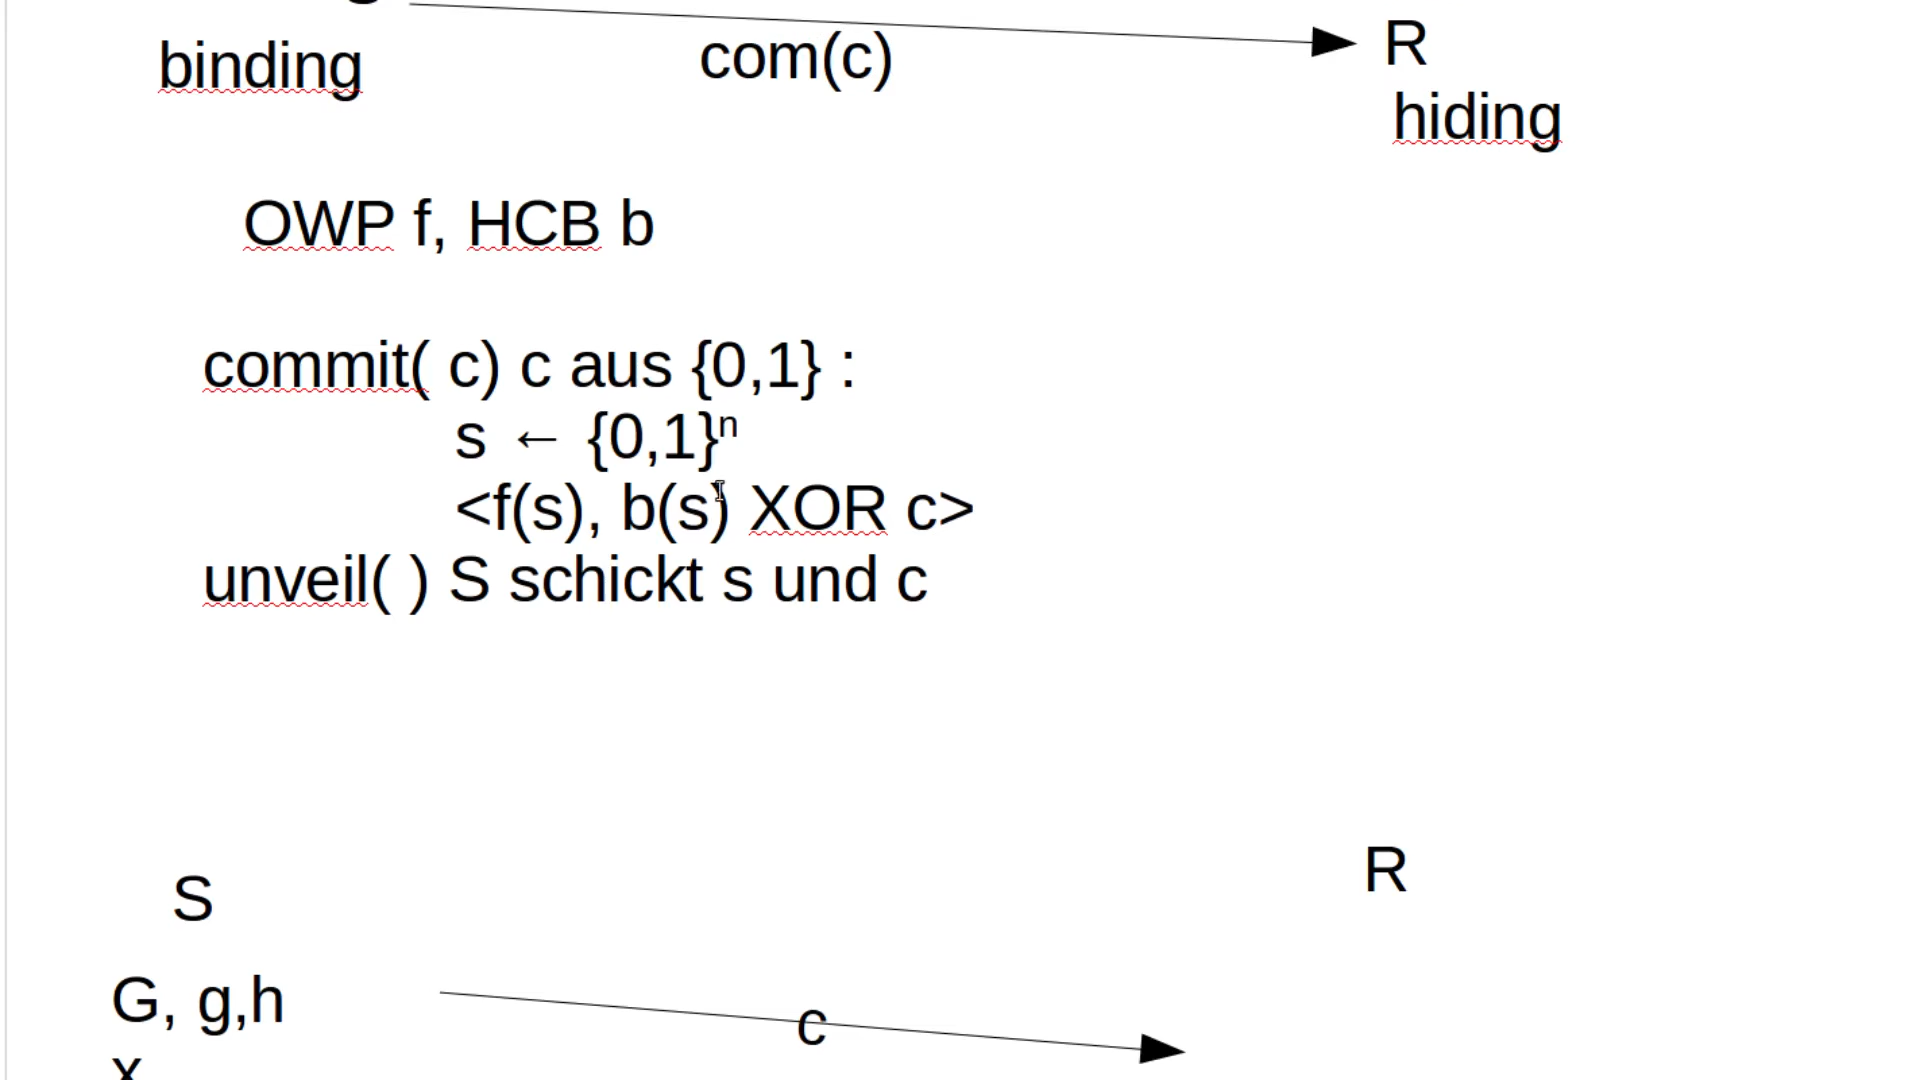 R
com(c)
binding
hiding
OWP f, HCB b
commit( c) c aus {0,1} :
s ← {0,1}ⁿ
<f(s), b(s) XOR c>
unveil( ) S schickt s und c
R
S
G, g,h
c
x